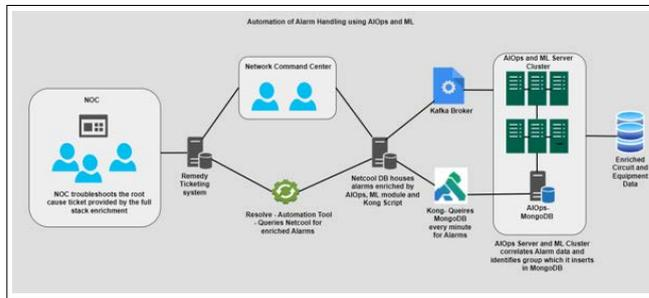 Automation of Alarm Handling using AIOps and ML
NOC
NOC troubleshoots the root
cause ticket provided by the full
stack enrichment
Remedy
Ticketing
system
Network Command Center
Resolve - Automation Tool
- Queries Netcool for
enriched Alarms
Netcool DB houses
alarms enriched by
AIOps, ML module and
Kong Script
Kafka Broker
Kong- Queires
MongoDB
every minute
for Alarms
AIOps and ML Server
Cluster
AIOps-
MongoDB
AIOps Server and ML Cluster
correlates Alarm data and
identifies group which it inserts
in MongoDB
Enriched
Circuit and
Equipment
Data